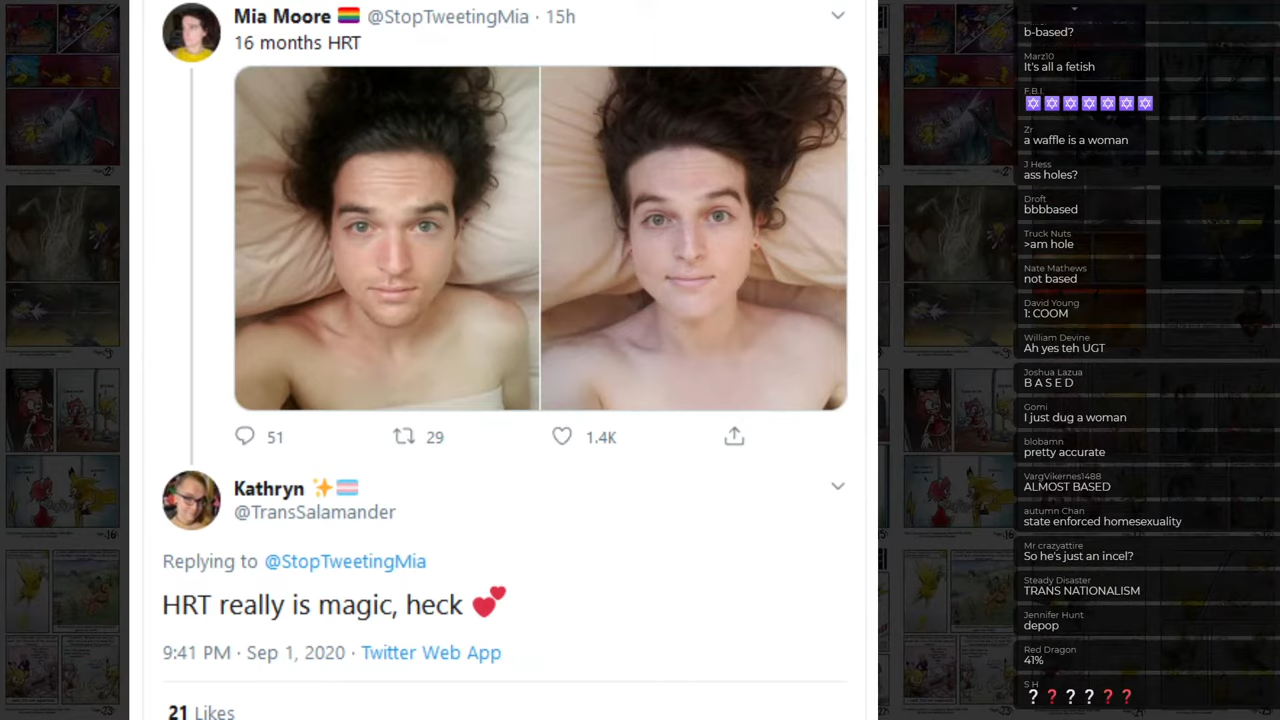 Mia Moore 🏳️‍🌈 @StopTweetingMia · 15h
16 months HRT
51
29
1.4K
Kathryn ✨🏳️‍⚧️
@TransSalamander
Replying to @StopTweetingMia
HRT really is magic, heck 💕
9:41 PM · Sep 1, 2020 · Twitter Web App
21 Likes
b-based?
Marz10
It's all a fetish
F.B.I.
✡✡✡✡✡✡✡
Zr
a waffle is a woman
J Hess
ass holes?
Droft
bbbbased
Truck Nuts
>am hole
Nate Mathews
not based
David Young
1: COOM
William Devine
Ah yes teh UGT
Joshua Lazua
B A S E D
Gomi
I just dug a woman
blobamn
pretty accurate
VargVikernes1488
ALMOST BASED
autumn Chan
state enforced homesexuality
Mr crazyattire
So he's just an incel?
Steady Disaster
TRANS NATIONALISM
Jennifer Hunt
depop
Red Dragon
41%
S H
❔❓❔❔❓❓